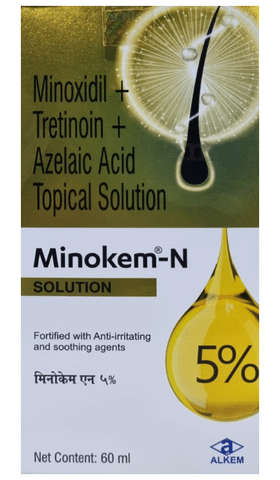 Minoxidil +
Tretinoin +
Azelaic Acid
Topical Solution
Minokem®-N
SOLUTION
Fortified with Anti-irritating
and soothing agents
5%
मिनोकेम एन ५%
Net Content: 60 ml
a
ALKEM